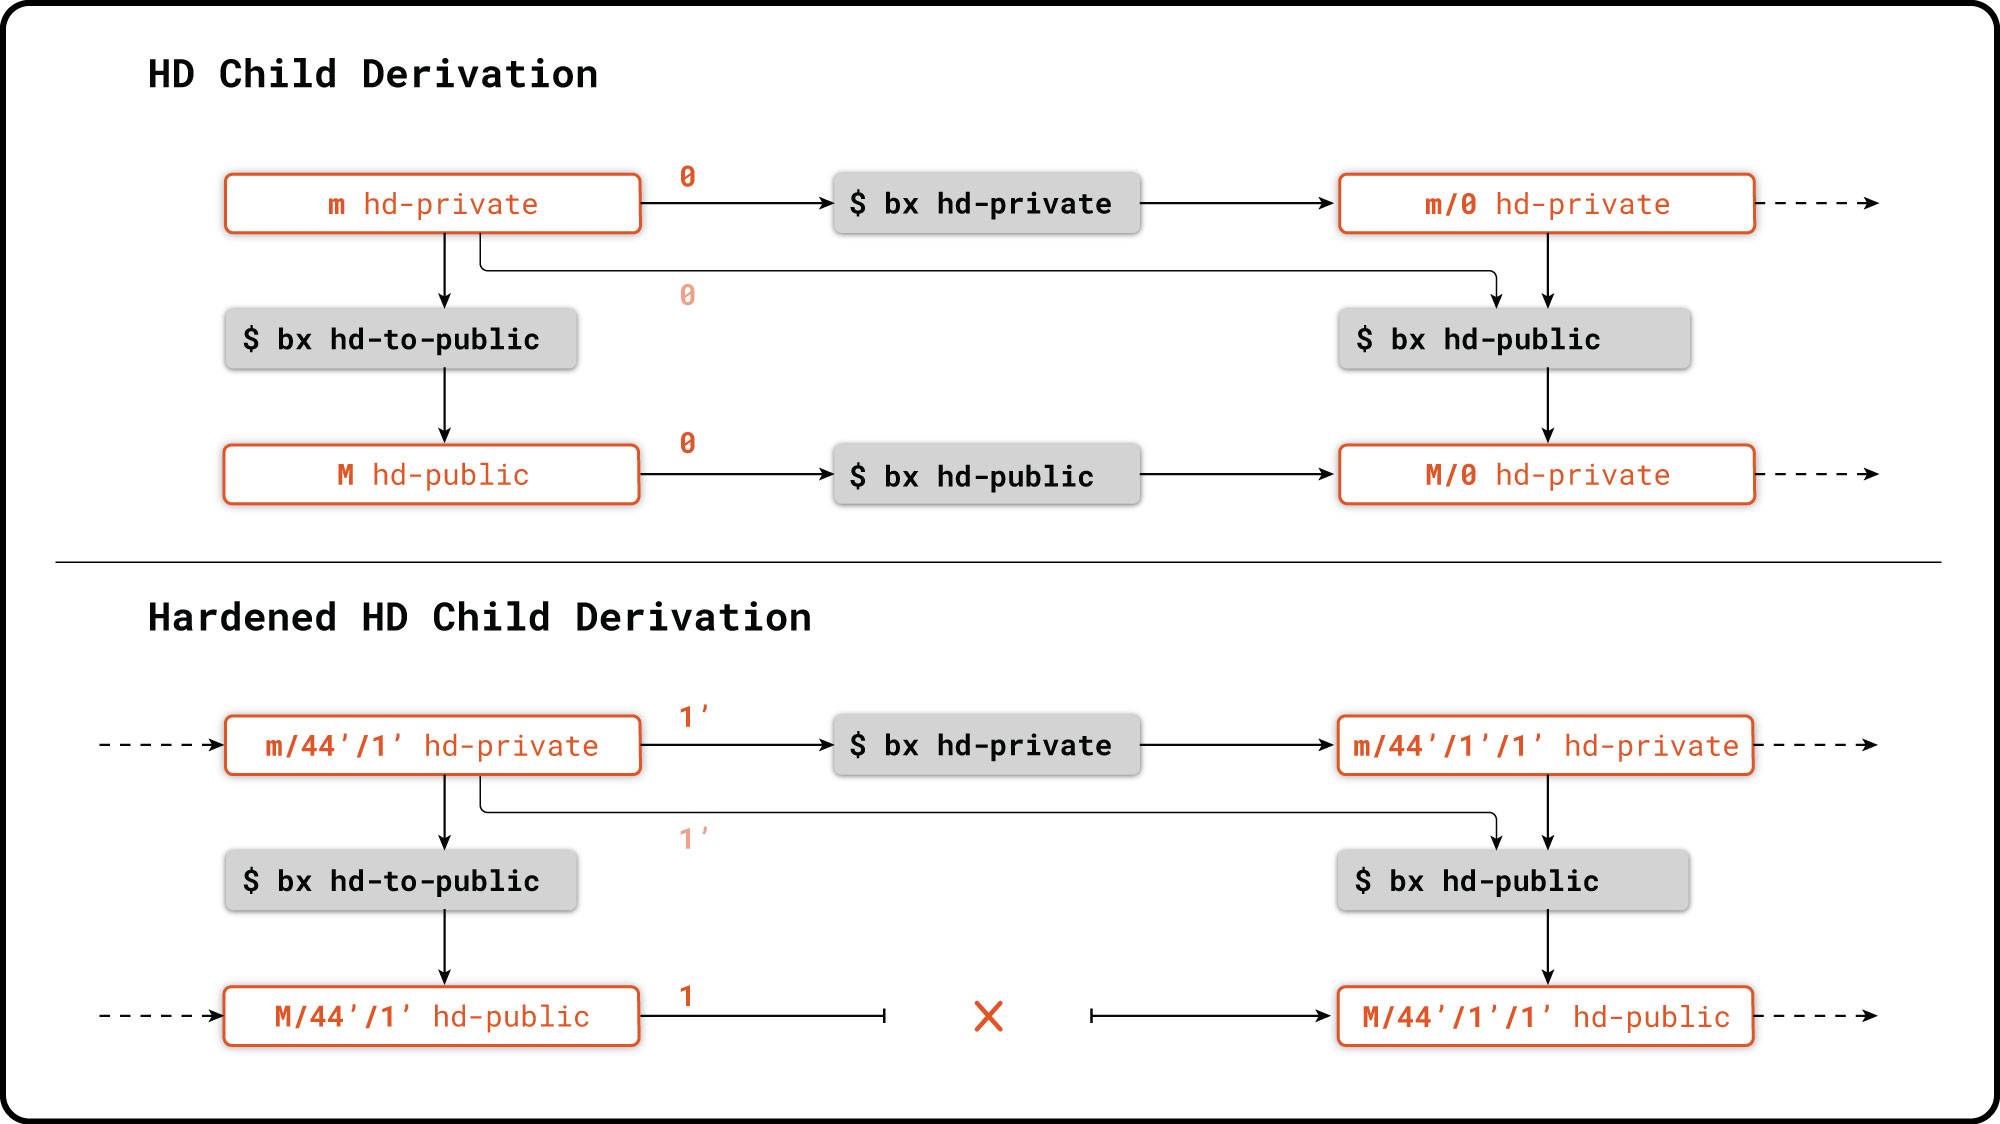 HD Child Derivation
0
m hd-private
$ bx hd-private
m/0 hd-private
0
$ bx hd-to-public
$ bx hd-public
0
M hd-public
$ bx hd-public
M/0 hd-private
Hardened HD Child Derivation
1’
m/44’/1’ hd-private
$ bx hd-private
m/44’/1’/1’ hd-private
1’
$ bx hd-to-public
$ bx hd-public
1
M/44’/1’ hd-public
M/44’/1’/1’ hd-public